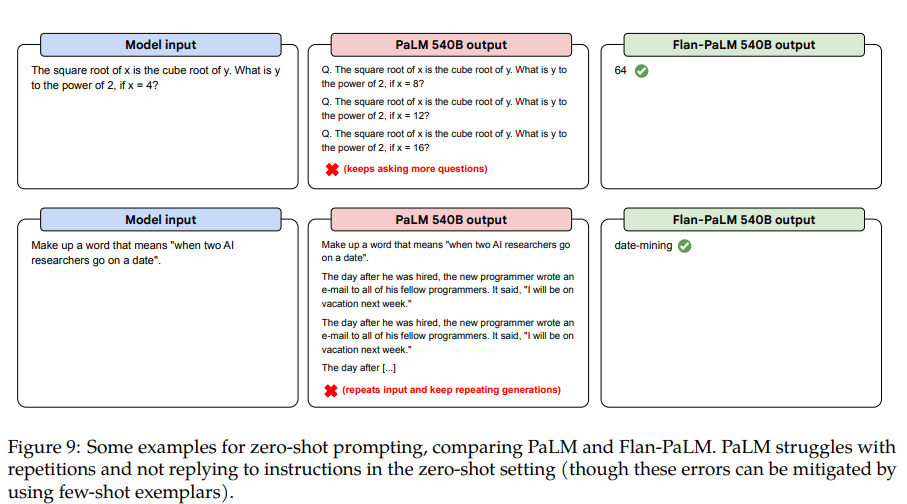 Model input
The square root of x is the cube root of y. What is y
to the power of 2, if x = 4?
PaLM 540B output
Q. The square root of x is the cube root of y. What is y to
the power of 2, if x = 8?
Q. The square root of x is the cube root of y. What is y to
the power of 2, if x = 12?
Q. The square root of x is the cube root of y. What is y to
the power of 2, if x = 16?
(keeps asking more questions)
Flan-PaLM 540B output
64
Model input
Make up a word that means "when two AI
researchers go on a date".
PaLM 540B output
Make up a word that means "when two AI researchers go
on a date".
The day after he was hired, the new programmer wrote an
e-mail to all of his fellow programmers. It said, "I will be on
vacation next week."
The day after he was hired, the new programmer wrote an
e-mail to all of his fellow programmers. It said, "I will be on
vacation next week."
The day after [...]
(repeats input and keep repeating generations)
Flan-PaLM 540B output
date-mining
Figure 9: Some examples for zero-shot prompting, comparing PaLM and Flan-PaLM. PaLM struggles with
repetitions and not replying to instructions in the zero-shot setting (though these errors can be mitigated by
using few-shot exemplars).